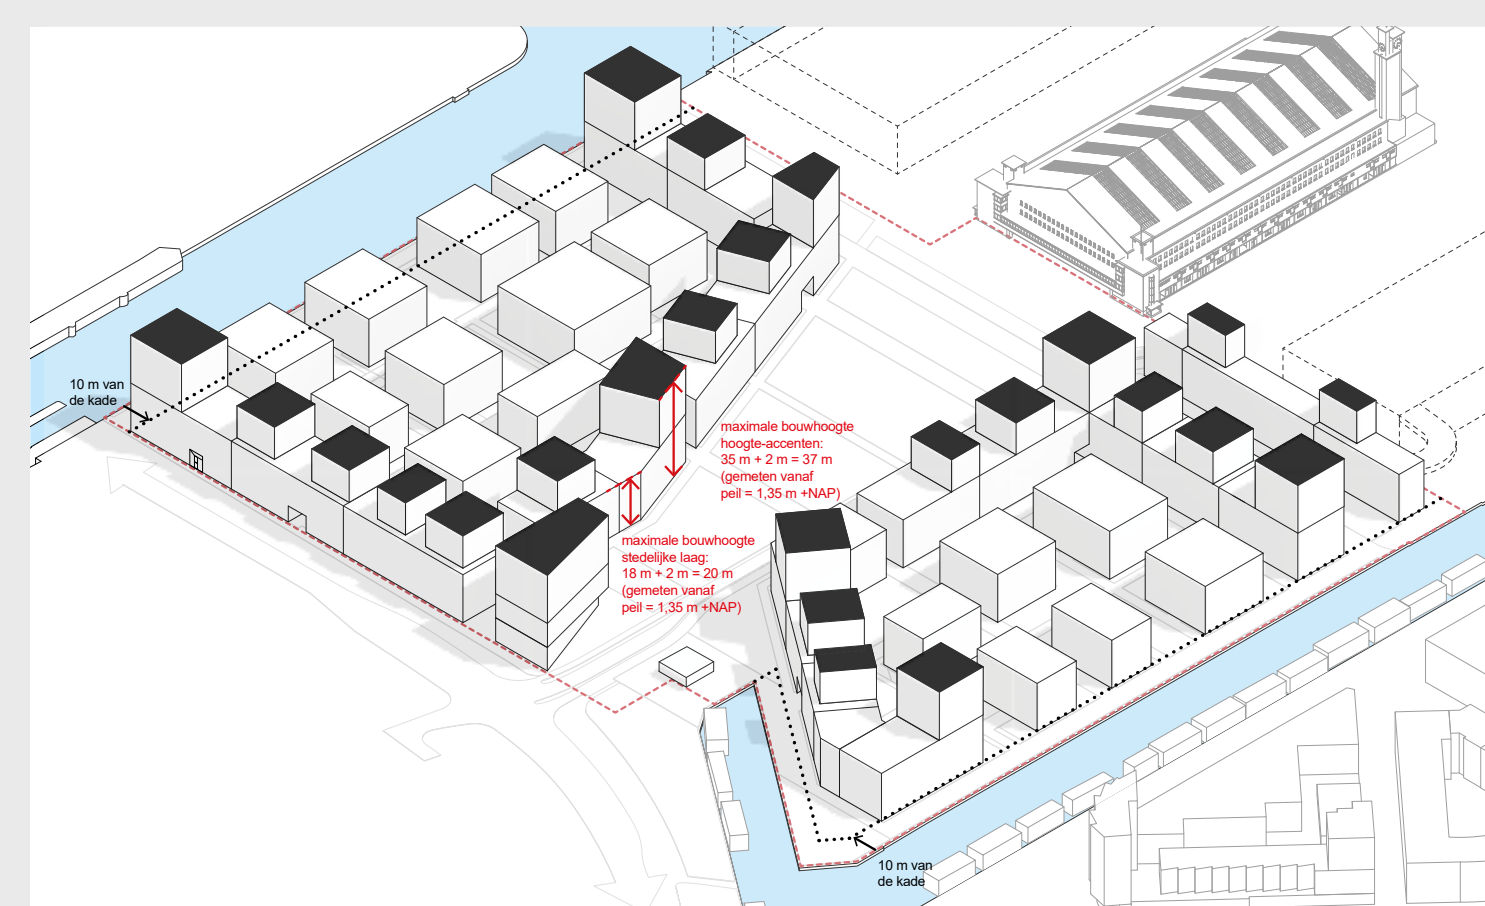 10 m van
de kade
maximale bouwhoogte
hoogte-accenten:
35 m + 2 m = 37 m
(gemeten vanaf
peil = 1,35 m +NAP)
maximale bouwhoogte
stedelijke laag:
18 m + 2 m = 20 m
(gemeten vanaf
peil = 1,35 m +NAP)
10 m van
de kade